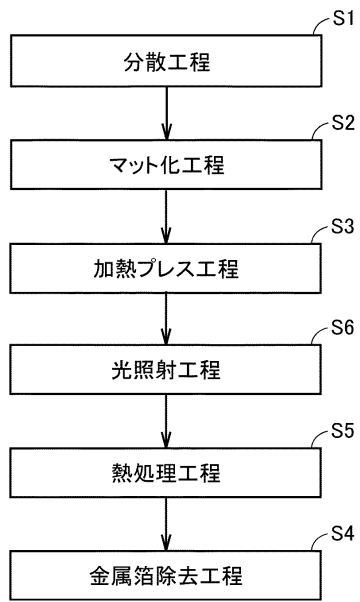 S1
分散工程
S2
マット化工程
S3
加熱プレス工程
S6
光照射工程
S5
熱処理工程
S4
金属箔除去工程